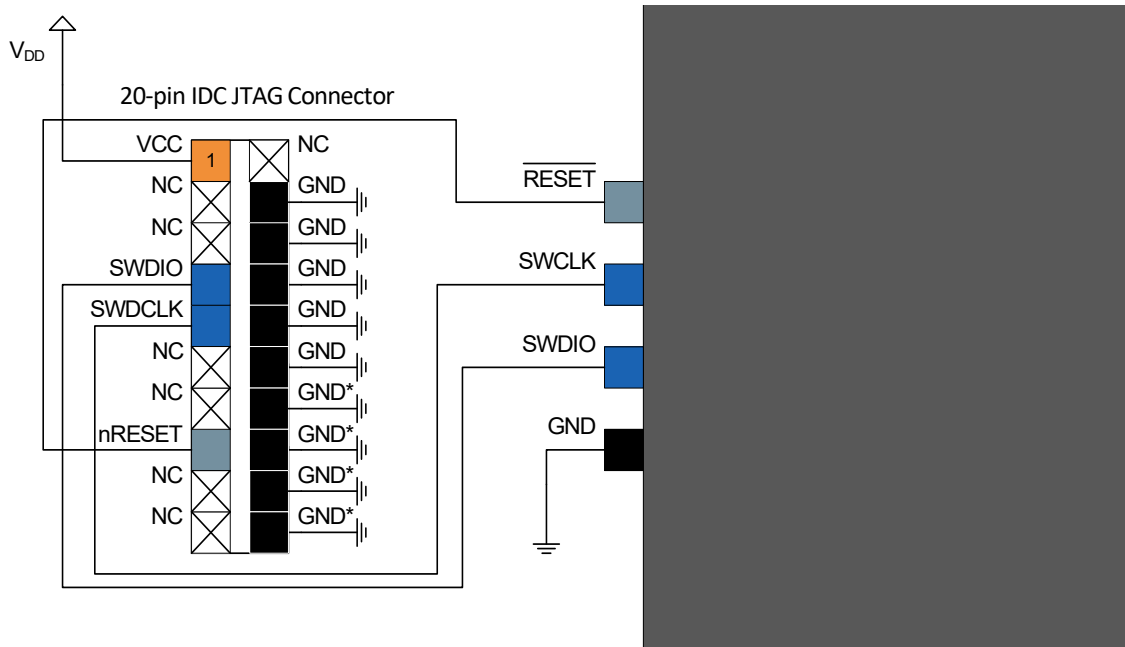 VDD
20-pin IDC JTAG Connector
VCC
1
NC
NC
GND
NC
GND
SWDIO
GND
SWDCLK
GND
NC
GND
NC
GND*
nRESET
GND*
NC
GND*
NC
GND*
RESET
SWCLK
SWDIO
GND